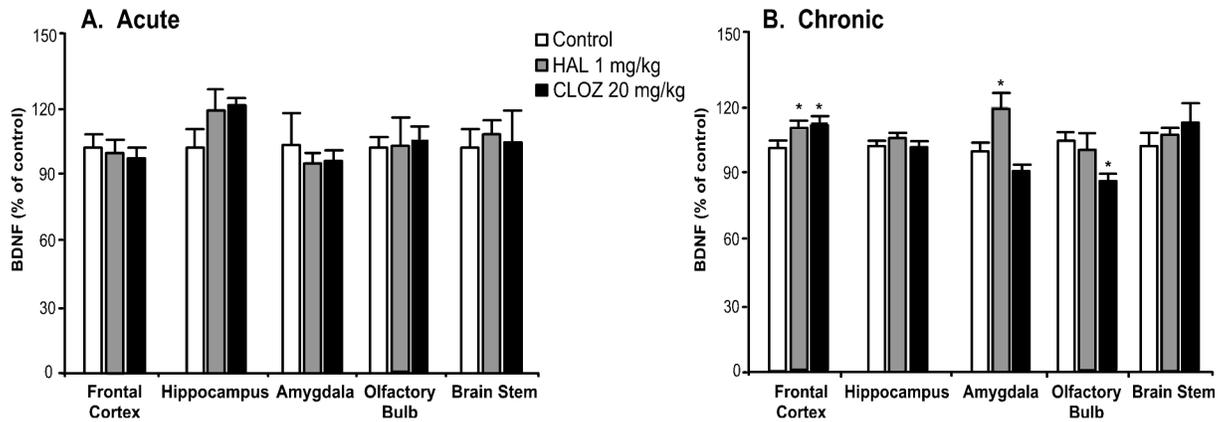 A. Acute
BDNF (% of control)
150
120
90
60
30
0
Control
HAL 1 mg/kg
CLOZ 20 mg/kg
Frontal
Cortex
Hippocampus
Amygdala
Olfactory
Bulb
Brain Stem
B. Chronic
BDNF (% of control)
150
120
90
60
30
0
* *
*
*
Frontal
Cortex
Hippocampus
Amygdala
Olfactory
Bulb
Brain Stem